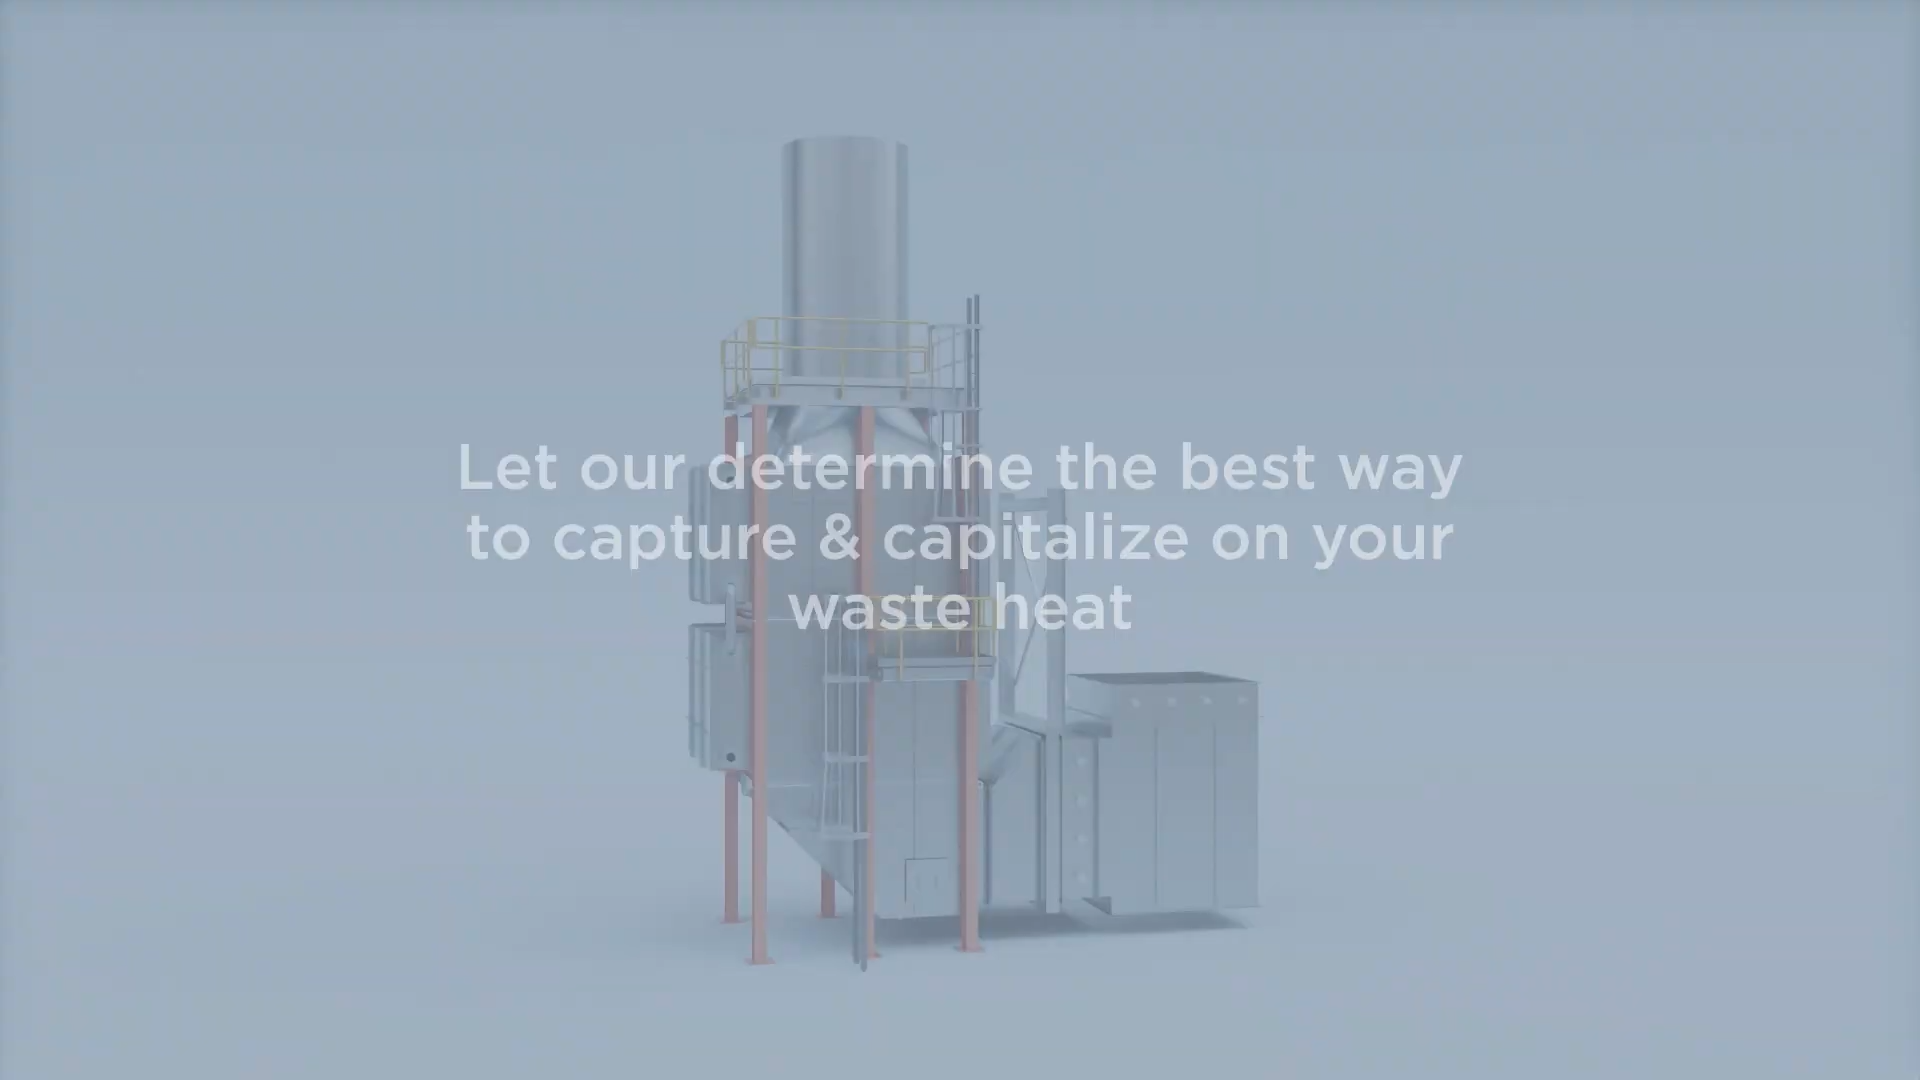 Let our determine the best way
to capture & capitalize on your
waste heat